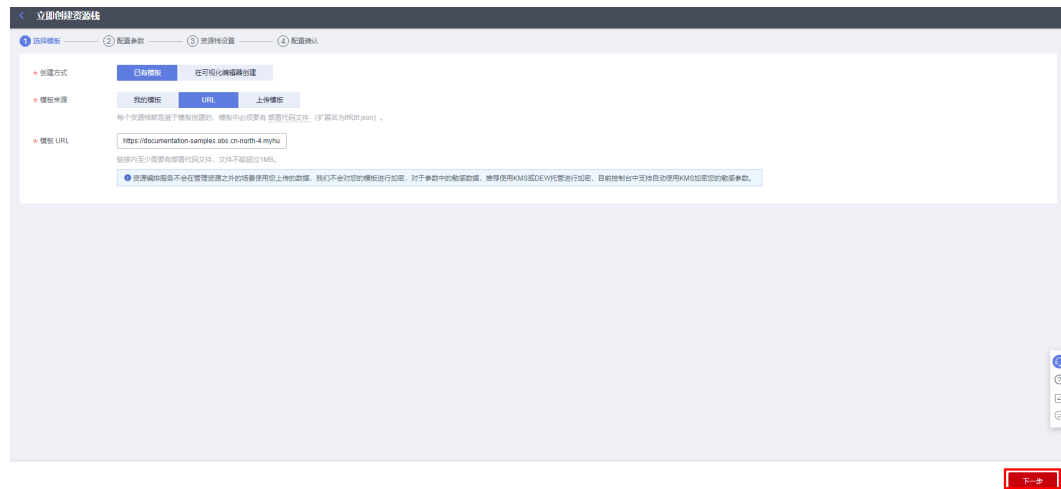 < 立即创建资源栈
1 选择模板 2 配置参数 3 资源栈设置 4 配置确认
* 创建方式 已有模板 在可视化编辑器创建
* 模板来源 我的模板 URL 上传模板
每个资源栈都是基于模板创建的，模板中必须要有 部署代码文件（扩展名为tf和tf.json）。
* 模板 URL https://documentation-samples.obs.cn-north-4.myhu
链接内至少需要有部署代码文件，文件不能超过1MB。
资源编排服务不会在管理资源之外的场景使用您上传的数据，我们不会对您的模板进行加密，对于参数中的敏感数据，推荐使用KMS或DEW托管进行加密，目前控制台中支持自动使用KMS加密您的敏感参数。
下一步